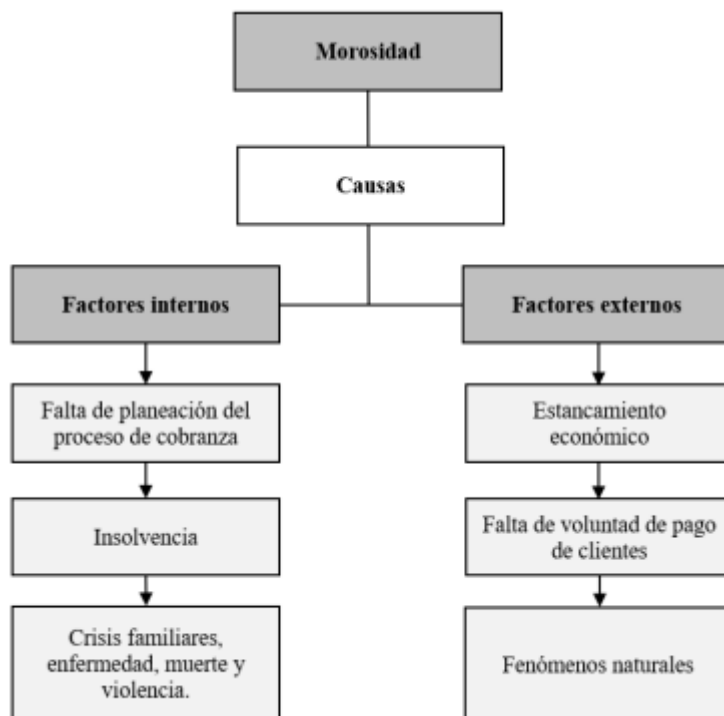 Morosidad
Causas
Factores internos
Falta de planeación del
proceso de cobranza
Insolvencia
Crisis familiares,
enfermedad, muerte y
violencia.
Factores externos
Estancamiento
económico
Falta de voluntad de pago
de clientes
Fenómenos naturales